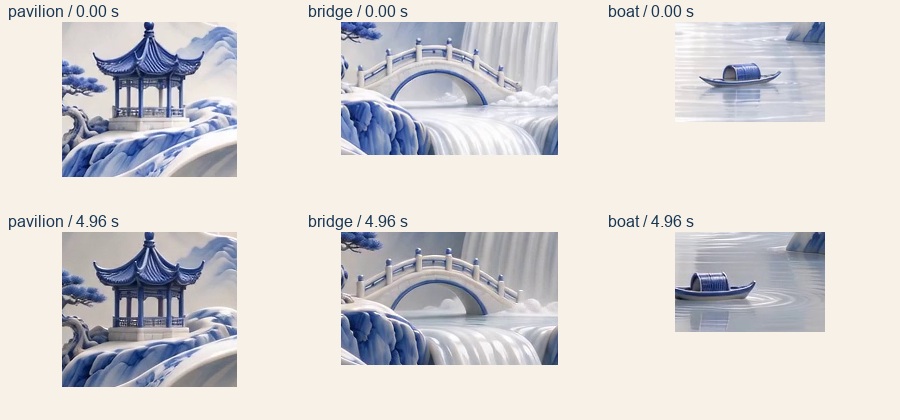 pavilion / 0.00 s
bridge / 0.00 s
boat / 0.00 s
pavilion / 4.96 s
bridge / 4.96 s
boat / 4.96 s